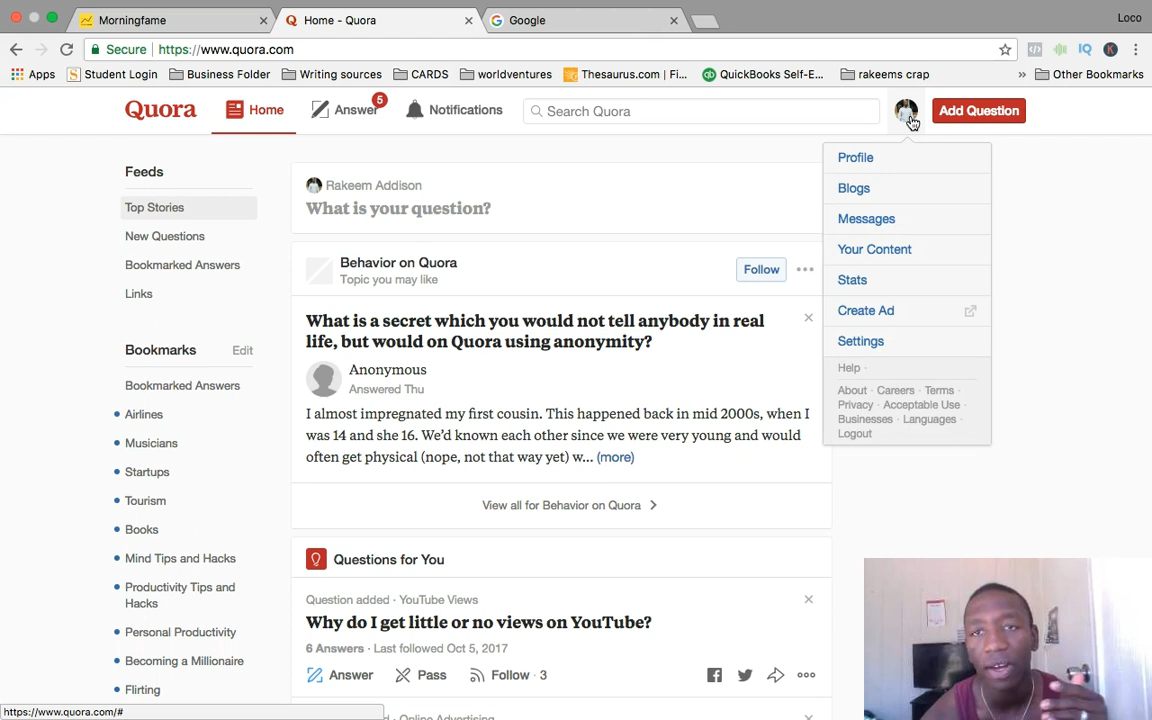 Morningfame
Home - Quora
Google
Loco
Secure
https://www.quora.com
Apps
Student Login
Business Folder
Writing sources
CARDS
worldventures
Thesaurus.com | Fi...
QuickBooks Self-E...
rakeems crap
»
Other Bookmarks
Quora
Home
Answer
5
Notifications
Search Quora
Add Question
Profile
Blogs
Messages
Your Content
Stats
Create Ad
Settings
Help ·
About · Careers · Terms ·
Privacy · Acceptable Use ·
Businesses · Languages ·
Logout
Feeds
Top Stories
New Questions
Bookmarked Answers
Links
Bookmarks
Edit
Bookmarked Answers
Airlines
Musicians
Startups
Tourism
Books
Mind Tips and Hacks
Productivity Tips and
Hacks
Personal Productivity
Becoming a Millionaire
Flirting
Rakeem Addison
What is your question?
Behavior on Quora
Topic you may like
Follow
What is a secret which you would not tell anybody in real
life, but would on Quora using anonymity?
Anonymous
Answered Thu
I almost impregnated my first cousin. This happened back in mid 2000s, when I
was 14 and she 16. We'd known each other since we were very young and would
often get physical (nope, not that way yet) w... (more)
View all for Behavior on Quora
Questions for You
Question added · YouTube Views
Why do I get little or no views on YouTube?
6 Answers · Last followed Oct 5, 2017
Answer
Pass
Follow · 3
Question added · Online Advertising
https://www.quora.com/#